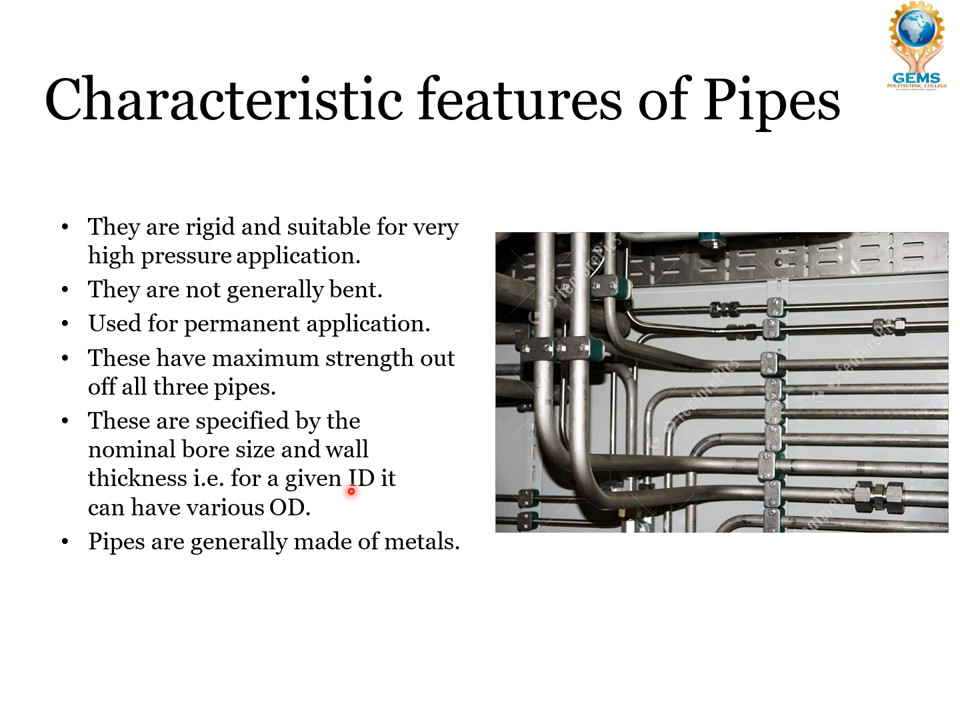 GEMS
POLYTECHNIC COLLEGE
Characteristic features of Pipes
• They are rigid and suitable for very
high pressure application.
• They are not generally bent.
• Used for permanent application.
• These have maximum strength out
off all three pipes.
• These are specified by the
nominal bore size and wall
thickness i.e. for a given ID it
can have various OD.
• Pipes are generally made of metals.